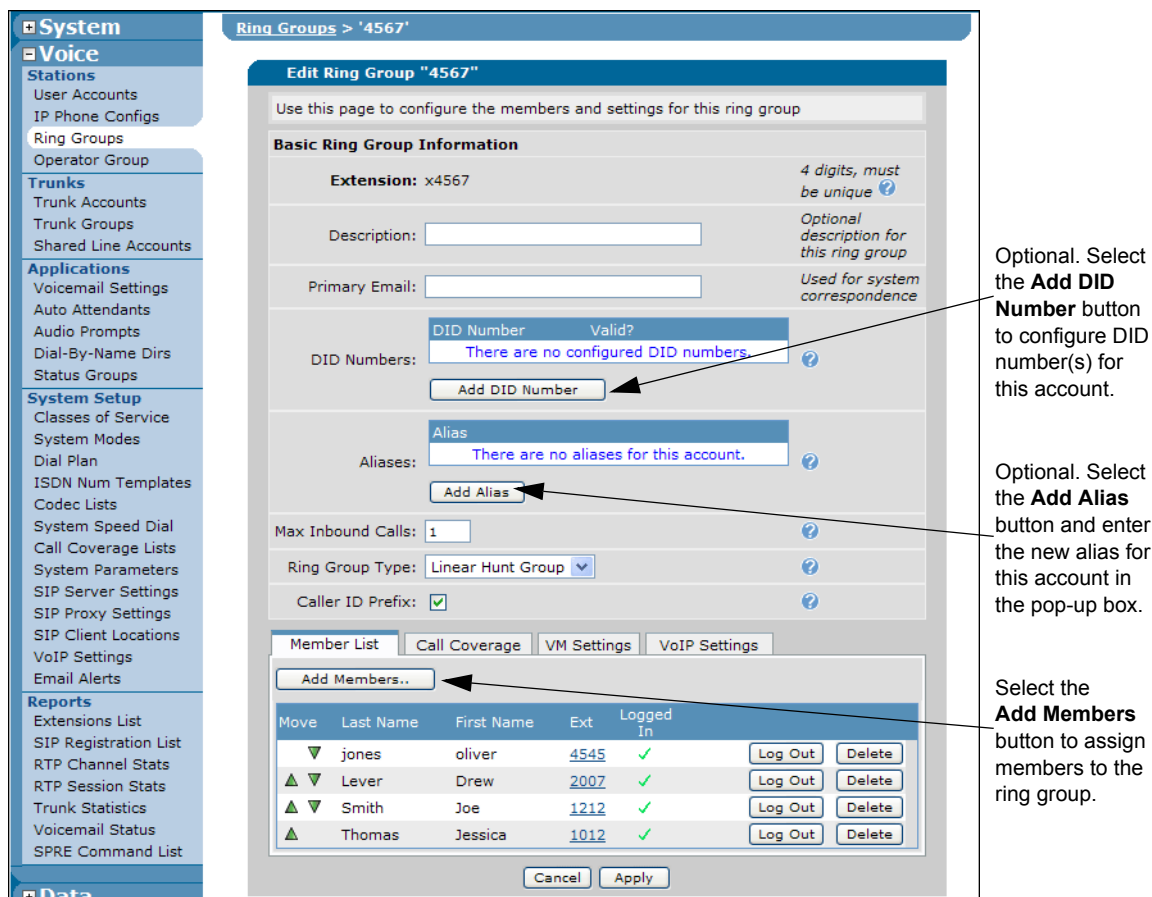 System
Voice
Stations
User Accounts
IP Phone Configs
Ring Groups
Operator Group
Trunks
Trunk Accounts
Trunk Groups
Shared Line Accounts
Applications
Voicemail Settings
Auto Attendants
Audio Prompts
Dial-By-Name Dirs
Status Groups
System Setup
Classes of Service
System Modes
Dial Plan
ISDN Num Templates
Codec Lists
System Speed Dial
Call Coverage Lists
System Parameters
SIP Server Settings
SIP Proxy Settings
SIP Client Locations
VoIP Settings
Email Alerts
Reports
Extensions List
SIP Registration List
RTP Channel Stats
RTP Session Stats
Trunk Statistics
Voicemail Status
SPRE Command List
Data
Ring Groups > '4567'
Edit Ring Group "4567"
Use this page to configure the members and settings for this ring group
Basic Ring Group Information
Extension: x4567
4 digits, must
be unique ?
Description:
Optional
description for
this ring group
Primary Email:
Used for system
correspondence
DID Numbers:
DID Number Valid?
There are no configured DID numbers.
?
Add DID Number
Aliases:
Alias
There are no aliases for this account.
?
Add Alias
Max Inbound Calls: 1 ?
Ring Group Type: Linear Hunt Group ?
Caller ID Prefix: ?
Member List Call Coverage VM Settings VoIP Settings
Add Members..
Move Last Name First Name Ext Logged In
jones oliver 4545 Log Out Delete
Lever Drew 2007 Log Out Delete
Smith Joe 1212 Log Out Delete
Thomas Jessica 1012 Log Out Delete
Cancel Apply
Optional. Select
the Add DID
Number button
to configure DID
number(s) for
this account.
Optional. Select
the Add Alias
button and enter
the new alias for
this account in
the pop-up box.
Select the
Add Members
button to assign
members to the
ring group.